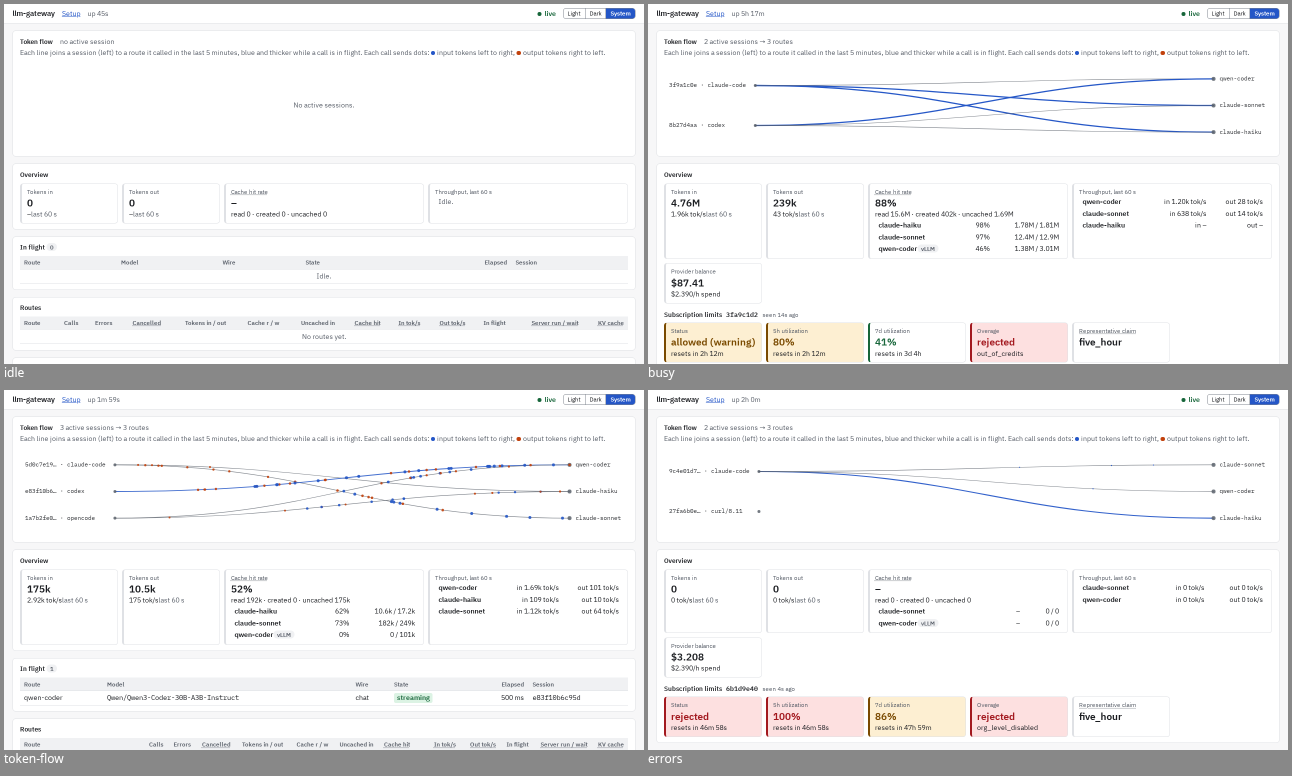 llm-gateway Setup up 45s live Light Dark System
Token flow no active session
Each line joins a session (left) to a route it called in the last 5 minutes, blue and thicker while a call is in flight. Each call sends dots: input tokens left to right, output tokens right to left.
No active sessions.
Overview
Tokens in
0
–last 60 s
Tokens out
0
–last 60 s
Cache hit rate
–
read 0 · created 0 · uncached 0
Throughput, last 60 s
Idle.
In flight 0
Route Model Wire State Elapsed Session
Idle.
Routes
Route Calls Errors Cancelled Tokens in / out Cache r / w Uncached in Cache hit In tok/s Out tok/s In flight Server run / wait KV cache
No routes yet.
idle
llm-gateway Setup up 5h 17m live Light Dark System
Token flow 2 active sessions → 3 routes
Each line joins a session (left) to a route it called in the last 5 minutes, blue and thicker while a call is in flight. Each call sends dots: input tokens left to right, output tokens right to left.
3f9a1c0e · claude-code
8b27d4aa · codex
qwen-coder
claude-sonnet
claude-haiku
Overview
Tokens in
4.76M
1.96k tok/slast 60 s
Tokens out
239k
43 tok/slast 60 s
Cache hit rate
88%
read 15.6M · created 402k · uncached 1.69M
claude-haiku 98% 1.78M / 1.81M
claude-sonnet 97% 12.4M / 12.9M
qwen-coder vLLM 46% 1.38M / 3.01M
Throughput, last 60 s
qwen-coder in 1.20k tok/s out 28 tok/s
claude-sonnet in 638 tok/s out 14 tok/s
claude-haiku in – out –
Provider balance
$87.41
$2.390/h spend
Subscription limits 3fa9c1d2 seen 14s ago
Status
allowed (warning)
resets in 2h 12m
5h utilization
80%
resets in 2h 12m
7d utilization
41%
resets in 3d 4h
Overage
rejected
out_of_credits
Representative claim
five_hour
busy
llm-gateway Setup up 1m 59s live Light Dark System
Token flow 3 active sessions → 3 routes
Each line joins a session (left) to a route it called in the last 5 minutes, blue and thicker while a call is in flight. Each call sends dots: input tokens left to right, output tokens right to left.
5d0c7e19… · claude-code
e83f10b6… · codex
1a7b2fe8… · opencode
qwen-coder
claude-haiku
claude-sonnet
Overview
Tokens in
175k
2.92k tok/slast 60 s
Tokens out
10.5k
175 tok/slast 60 s
Cache hit rate
52%
read 192k · created 0 · uncached 175k
claude-haiku 62% 10.6k / 17.2k
claude-sonnet 73% 182k / 249k
qwen-coder vLLM 0% 0 / 101k
Throughput, last 60 s
qwen-coder in 1.69k tok/s out 101 tok/s
claude-haiku in 109 tok/s out 10 tok/s
claude-sonnet in 1.12k tok/s out 64 tok/s
In flight 1
Route Model Wire State Elapsed Session
qwen-coder Qwen/Qwen3-Coder-30B-A3B-Instruct chat streaming 500 ms e83f10b6c95d
Routes
Route Calls Errors Cancelled Tokens in / out Cache r / w Uncached in Cache hit In tok/s Out tok/s In flight Server run / wait KV cache
token-flow
llm-gateway Setup up 2h 0m live Light Dark System
Token flow 2 active sessions → 3 routes
Each line joins a session (left) to a route it called in the last 5 minutes, blue and thicker while a call is in flight. Each call sends dots: input tokens left to right, output tokens right to left.
9c4e01d7… · claude-code
27fa6b0e… · curl/8.11
claude-sonnet
qwen-coder
claude-haiku
Overview
Tokens in
0
0 tok/slast 60 s
Tokens out
0
0 tok/slast 60 s
Cache hit rate
–
read 0 · created 0 · uncached 0
claude-sonnet – 0 / 0
qwen-coder vLLM – 0 / 0
Throughput, last 60 s
claude-sonnet in 0 tok/s out 0 tok/s
qwen-coder in 0 tok/s out 0 tok/s
Provider balance
$3.208
$2.390/h spend
Subscription limits 6b1d9e40 seen 4s ago
Status
rejected
resets in 46m 58s
5h utilization
100%
resets in 46m 58s
7d utilization
86%
resets in 47h 59m
Overage
rejected
org_level_disabled
Representative claim
five_hour
errors